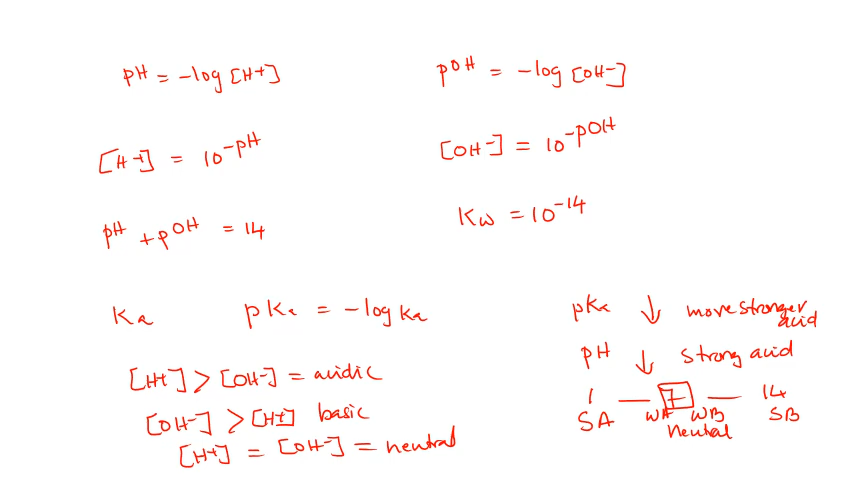 pH = -log [H+]
pOH = -log [OH-]
[H+] = 10^-pH
[OH-] = 10^-pOH
pH + pOH = 14
Kw = 10^-14
Ka
pKa = -log Ka
pKa ↓ more stronger acid
pH ↓ strong acid
[H+] > [OH-] = acidic
[OH-] > [H+] basic
[H+] = [OH-] = neutral
1 — 7 — 14
SA WA WB SB
neutral